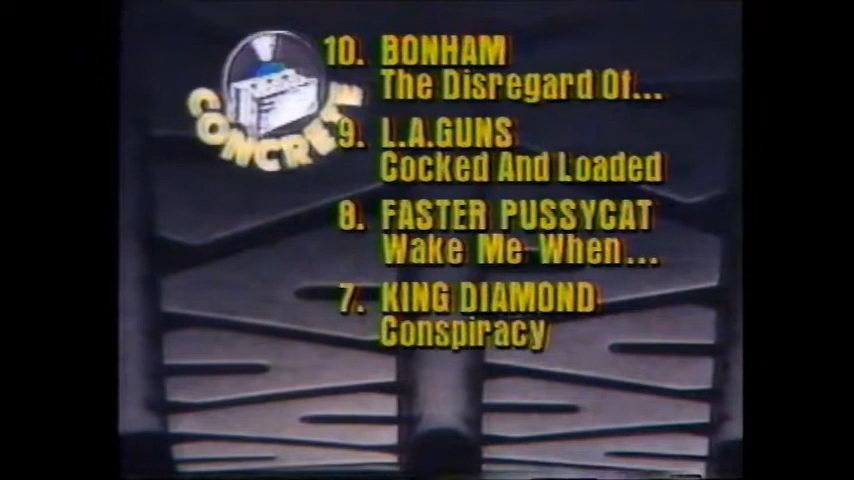 CONCRETE
10. BONHAM
The Disregard Of...
9. L.A.GUNS
Cocked And Loaded
8. FASTER PUSSYCAT
Wake Me When...
7. KING DIAMOND
Conspiracy